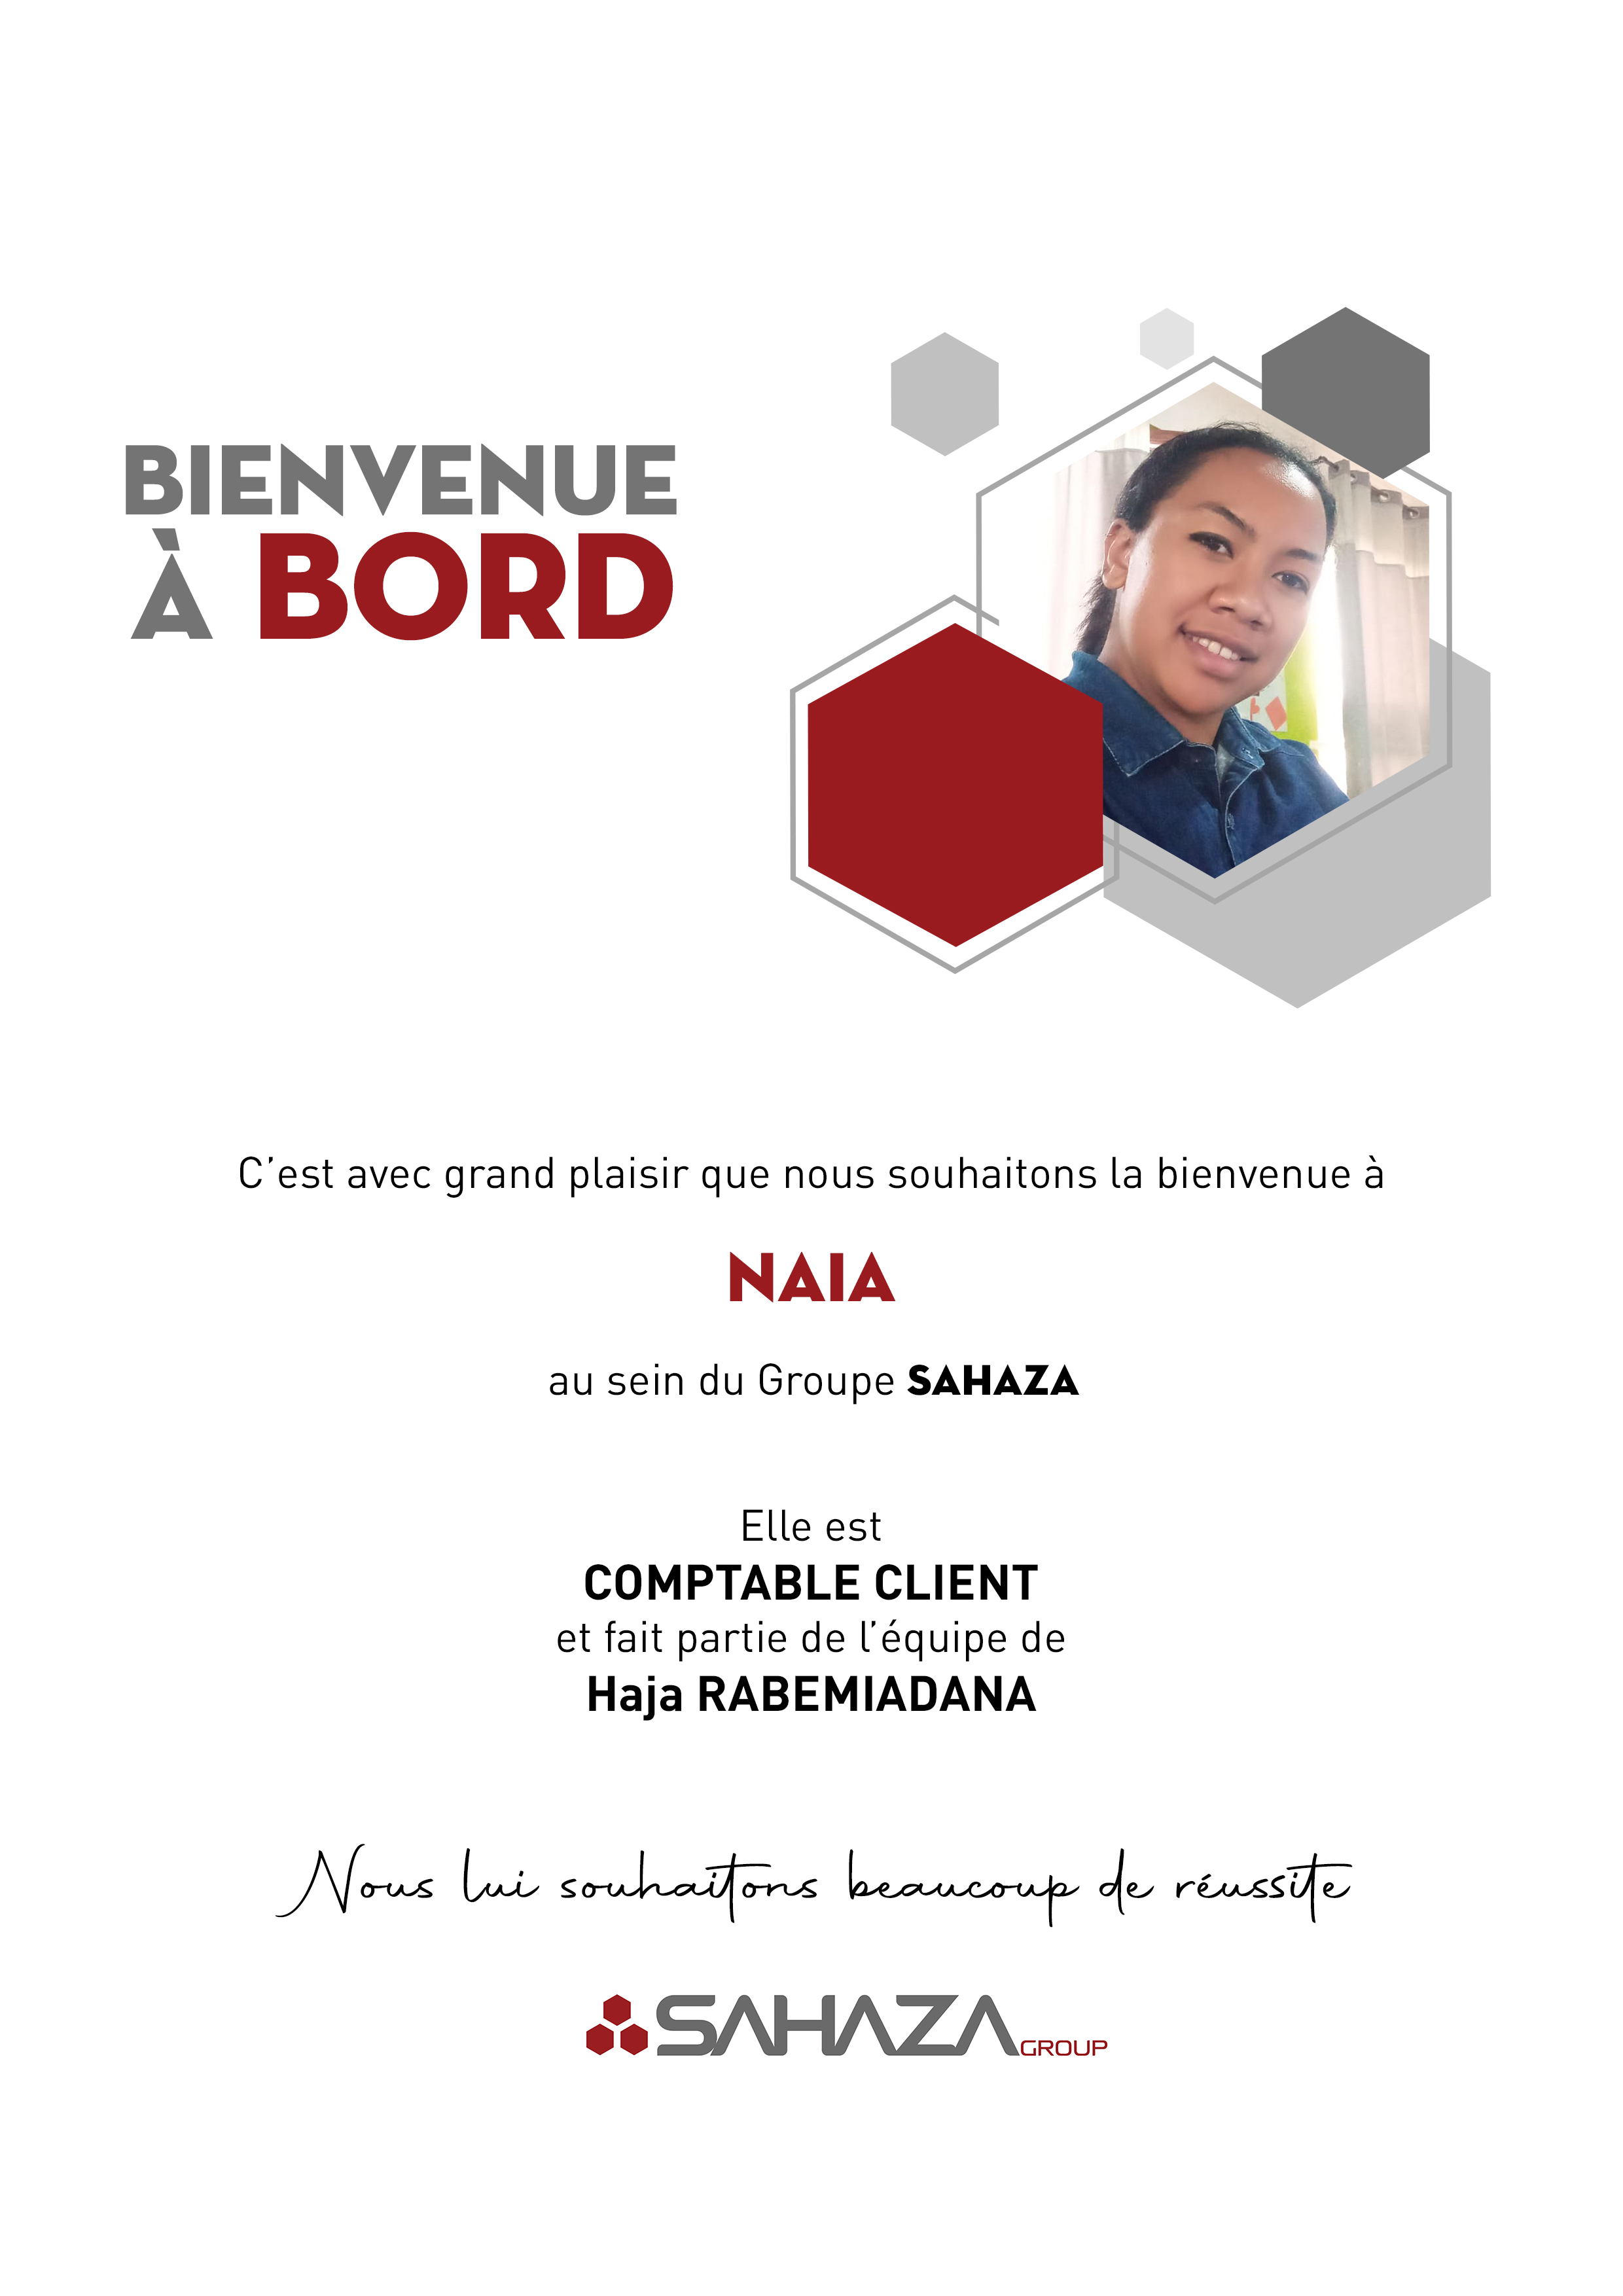 BIENVENUE
À BORD
C’est avec grand plaisir que nous souhaitons la bienvenue à
NAIA
au sein du Groupe SAHAZA
Elle est
COMPTABLE CLIENT
et fait partie de l’équipe de
Haja RABEMIADANA
Nous lui souhaitons beaucoup de réussite
SAHAZA GROUP